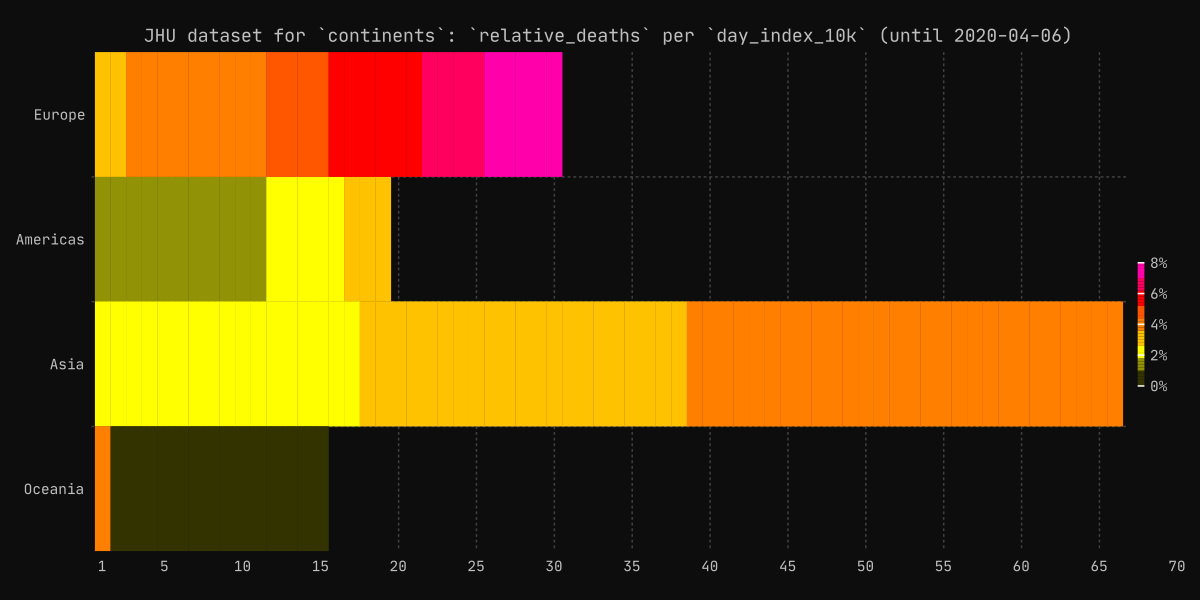 JHU dataset for `continents`: `relative_deaths` per `day_index_10k` (until 2020-04-06)
Europe
Americas
Asia
Oceania
8%
6%
4%
2%
0%
1 5 10 15 20 25 30 35 40 45 50 55 60 65 70